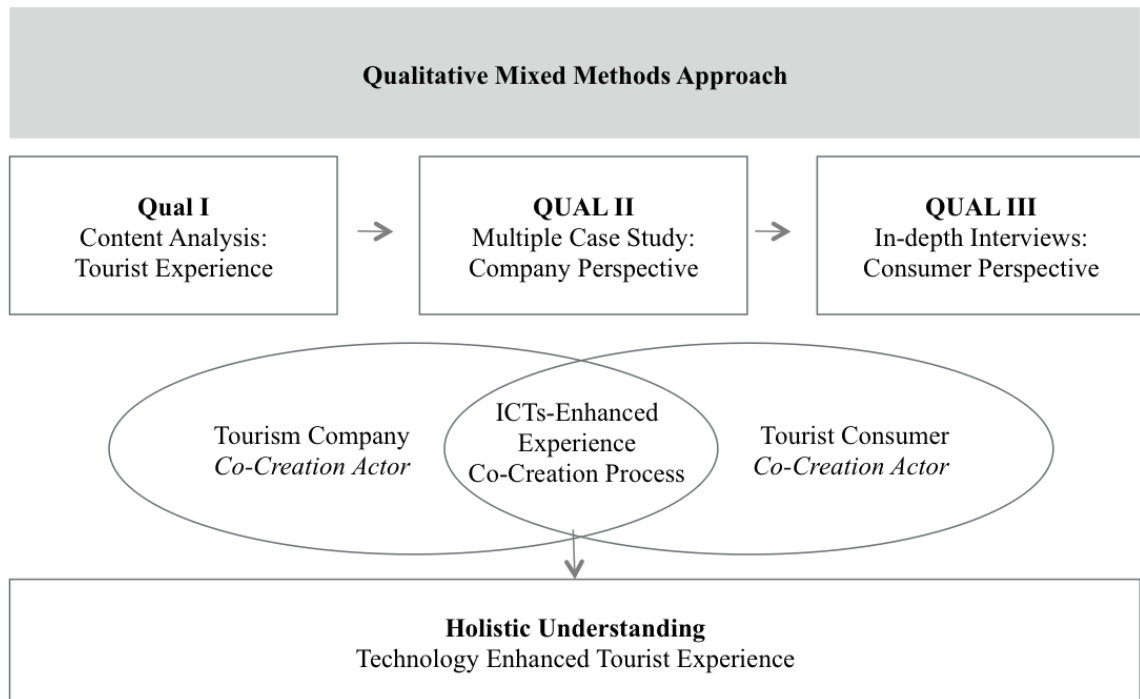 Qualitative Mixed Methods Approach
Qual I
Content Analysis:
Tourist Experience
QUAL II
Multiple Case Study:
Company Perspective
QUAL III
In-depth Interviews:
Consumer Perspective
Tourism Company
Co-Creation Actor
ICTs-Enhanced
Experience
Co-Creation Process
Tourist Consumer
Co-Creation Actor
Holistic Understanding
Technology Enhanced Tourist Experience